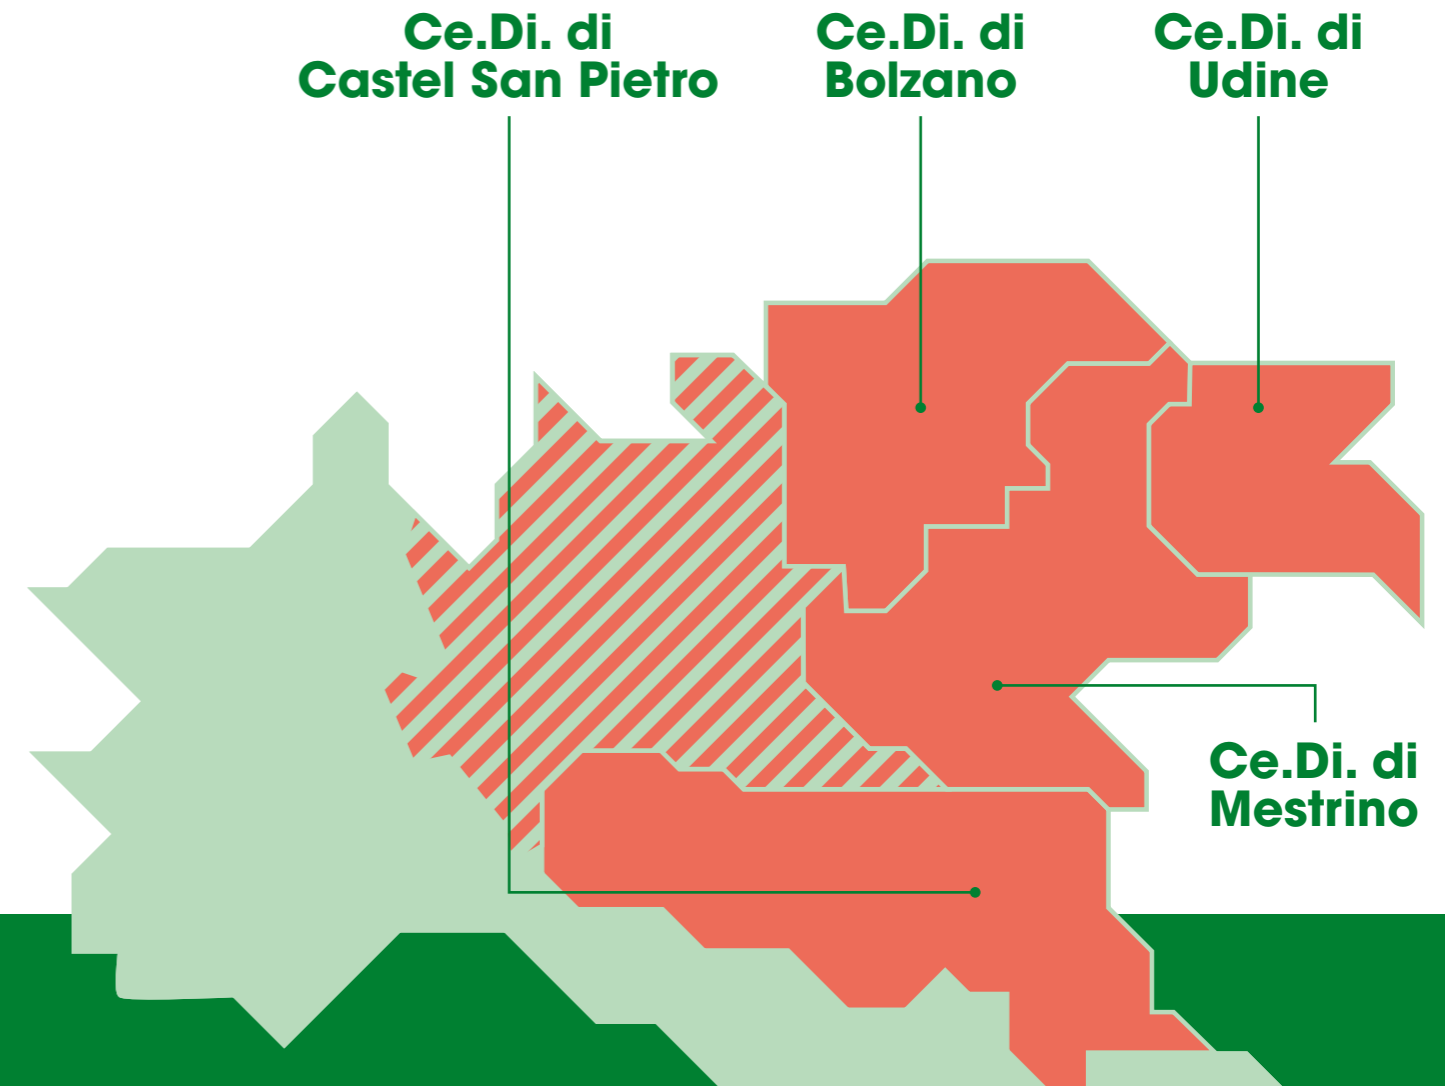 Ce.Di. di
Castel San Pietro
Ce.Di. di
Bolzano
Ce.Di. di
Udine
Ce.Di. di
Mestrino